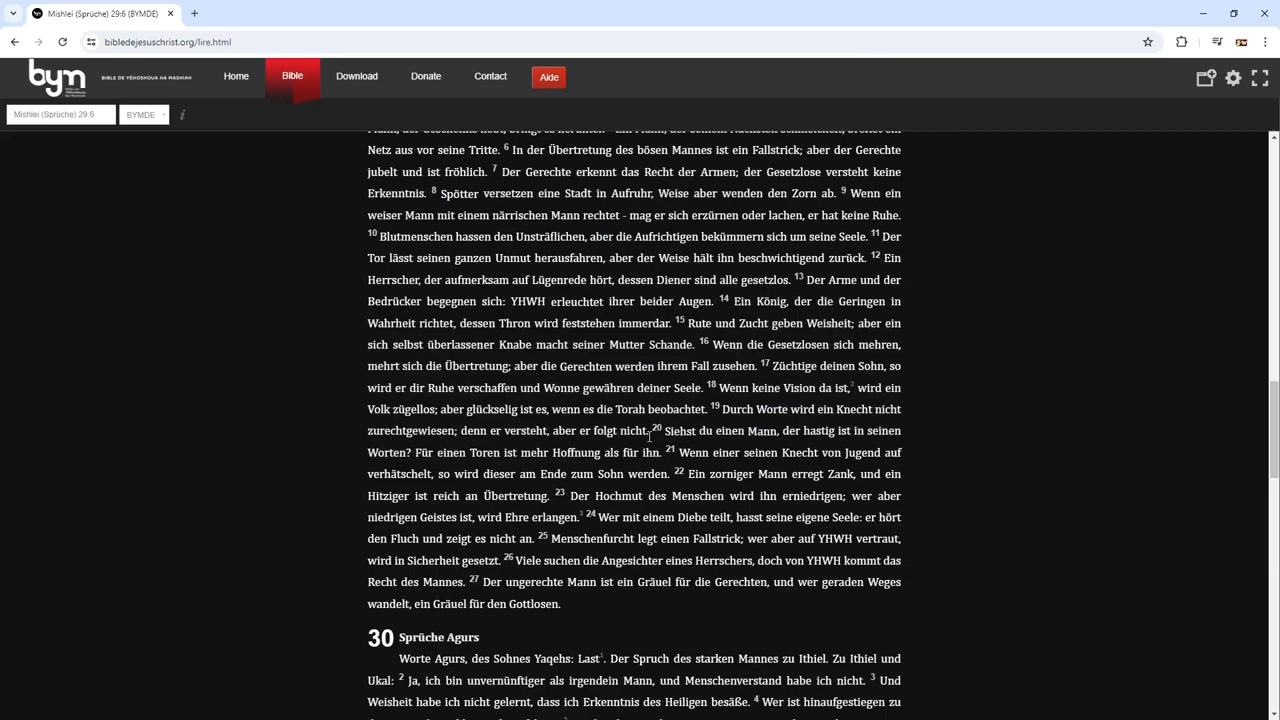 Mishlei (Sprüche) 29:6 (BYMDE)
bibledejesuschrist.org/lire.html
bym BIBLE DE YÉHOSHOUA HA MASHIAH Home Bible Download Donate Contact Aide
Mishlei (Sprüche) 29:6 BYMDE i
Netz aus vor seine Tritte. 6 In der Übertretung des bösen Mannes ist ein Fallstrick; aber der Gerechte
jubelt und ist fröhlich. 7 Der Gerechte erkennt das Recht der Armen; der Gesetzlose versteht keine
Erkenntnis. 8 Spötter versetzen eine Stadt in Aufruhr, Weise aber wenden den Zorn ab. 9 Wenn ein
weiser Mann mit einem närrischen Mann rechtet - mag er sich erzürnen oder lachen, er hat keine Ruhe.
10 Blutmenschen hassen den Unsträflichen, aber die Aufrichtigen bekümmern sich um seine Seele. 11 Der
Tor lässt seinen ganzen Unmut herausfahren, aber der Weise hält ihn beschwichtigend zurück. 12 Ein
Herrscher, der aufmerksam auf Lügenrede hört, dessen Diener sind alle gesetzlos. 13 Der Arme und der
Bedrücker begegnen sich: YHWH erleuchtet ihrer beider Augen. 14 Ein König, der die Geringen in
Wahrheit richtet, dessen Thron wird feststehen immerdar. 15 Rute und Zucht geben Weisheit; aber ein
sich selbst überlassener Knabe macht seiner Mutter Schande. 16 Wenn die Gesetzlosen sich mehren,
mehrt sich die Übertretung; aber die Gerechten werden ihrem Fall zusehen. 17 Züchtige deinen Sohn, so
wird er dir Ruhe verschaffen und Wonne gewähren deiner Seele. 18 Wenn keine Vision da ist,2 wird ein
Volk zügellos; aber glückselig ist es, wenn es die Torah beobachtet. 19 Durch Worte wird ein Knecht nicht
zurechtgewiesen; denn er versteht, aber er folgt nicht. 20 Siehst du einen Mann, der hastig ist in seinen
Worten? Für einen Toren ist mehr Hoffnung als für ihn. 21 Wenn einer seinen Knecht von Jugend auf
verhätschelt, so wird dieser am Ende zum Sohn werden. 22 Ein zorniger Mann erregt Zank, und ein
Hitziger ist reich an Übertretung. 23 Der Hochmut des Menschen wird ihn erniedrigen; wer aber
niedrigen Geistes ist, wird Ehre erlangen.3 24 Wer mit einem Diebe teilt, hasst seine eigene Seele: er hört
den Fluch und zeigt es nicht an. 25 Menschenfurcht legt einen Fallstrick; wer aber auf YHWH vertraut,
wird in Sicherheit gesetzt. 26 Viele suchen die Angesichter eines Herrschers, doch von YHWH kommt das
Recht des Mannes. 27 Der ungerechte Mann ist ein Gräuel für die Gerechten, und wer geraden Weges
wandelt, ein Gräuel für den Gottlosen.
30 Sprüche Agurs
Worte Agurs, des Sohnes Yaqehs: Last1. Der Spruch des starken Mannes zu Ithiel. Zu Ithiel und
Ukal: 2 Ja, ich bin unvernünftiger als irgendein Mann, und Menschenverstand habe ich nicht. 3 Und
Weisheit habe ich nicht gelernt, dass ich Erkenntnis des Heiligen besäße. 4 Wer ist hinaufgestiegen zu